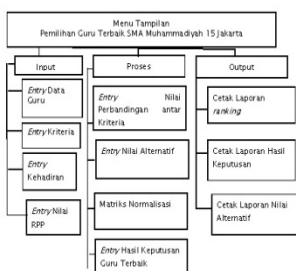 Menu Tampilan
Pemilihan Guru Terbaik SMA Muhammadiyah 15 Jakarta
Input
Entry Data
Guru
Entry Kriteria
Entry
Kehadiran
Entry Nilai
RPP
Proses
Entry Nilai
Perbandingan antar
Kriteria
Entry Nilai Alternatif
Matriks Normalisasi
Entry Hasil Keputusan
Guru Terbaik
Output
Cetak Laporan
ranking
Cetak Laporan Hasil
Keputusan
Cetak Laporan Nilai
Alternatif